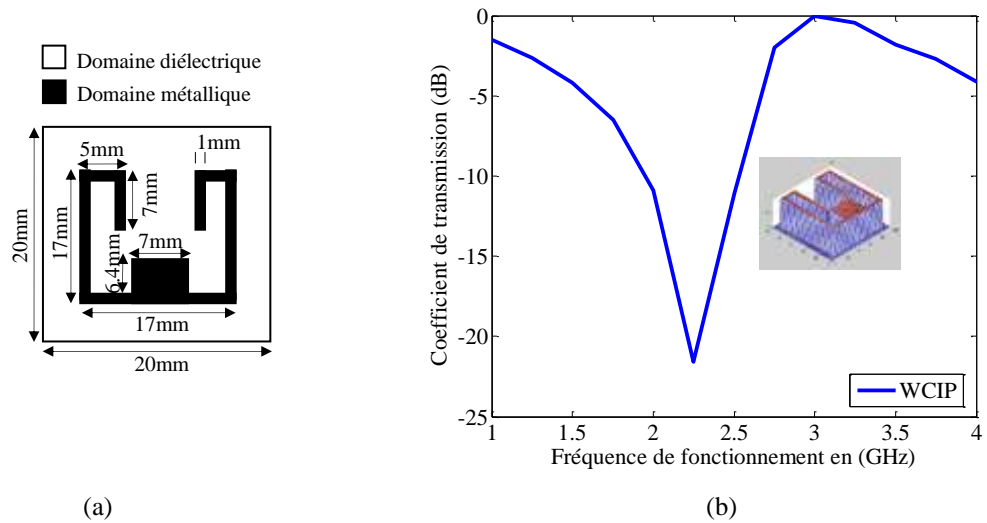 Domaine diélectrique
Domaine métallique
5mm
1mm
7mm
20mm
17mm
6.4mm
7mm
17mm
20mm
(a)
0
-5
-10
-15
-20
-25
Coefficient de transmission (dB)
WCIP
1
1.5
2
2.5
3
3.5
4
Fréquence de fonctionnement en (GHz)
(b)